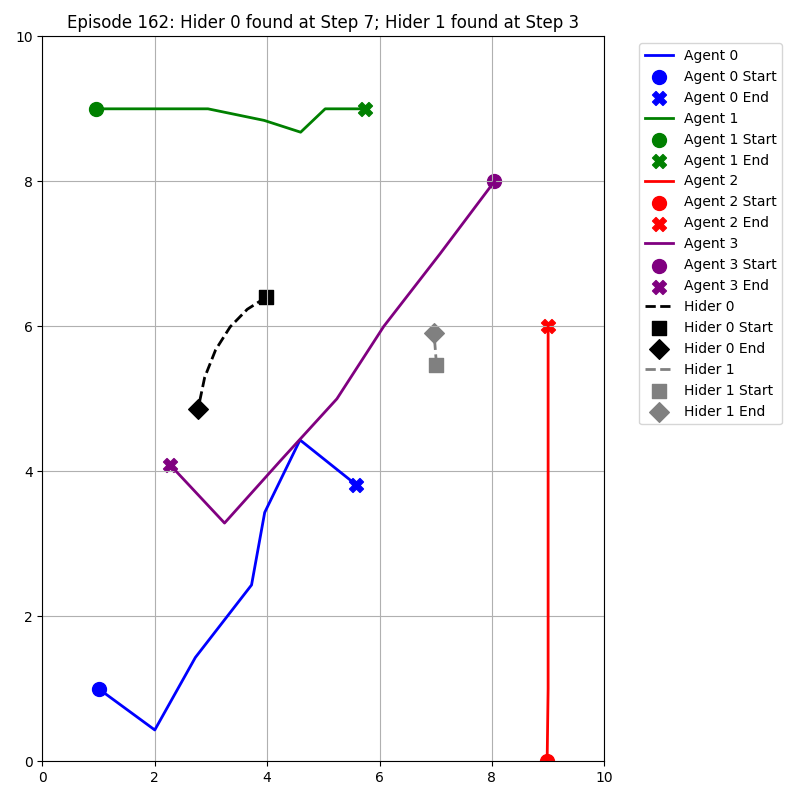 Episode 162: Hider 0 found at Step 7; Hider 1 found at Step 3
10
8
6
4
2
0
0 2 4 6 8 10
Agent 0
Agent 0 Start
Agent 0 End
Agent 1
Agent 1 Start
Agent 1 End
Agent 2
Agent 2 Start
Agent 2 End
Agent 3
Agent 3 Start
Agent 3 End
Hider 0
Hider 0 Start
Hider 0 End
Hider 1
Hider 1 Start
Hider 1 End